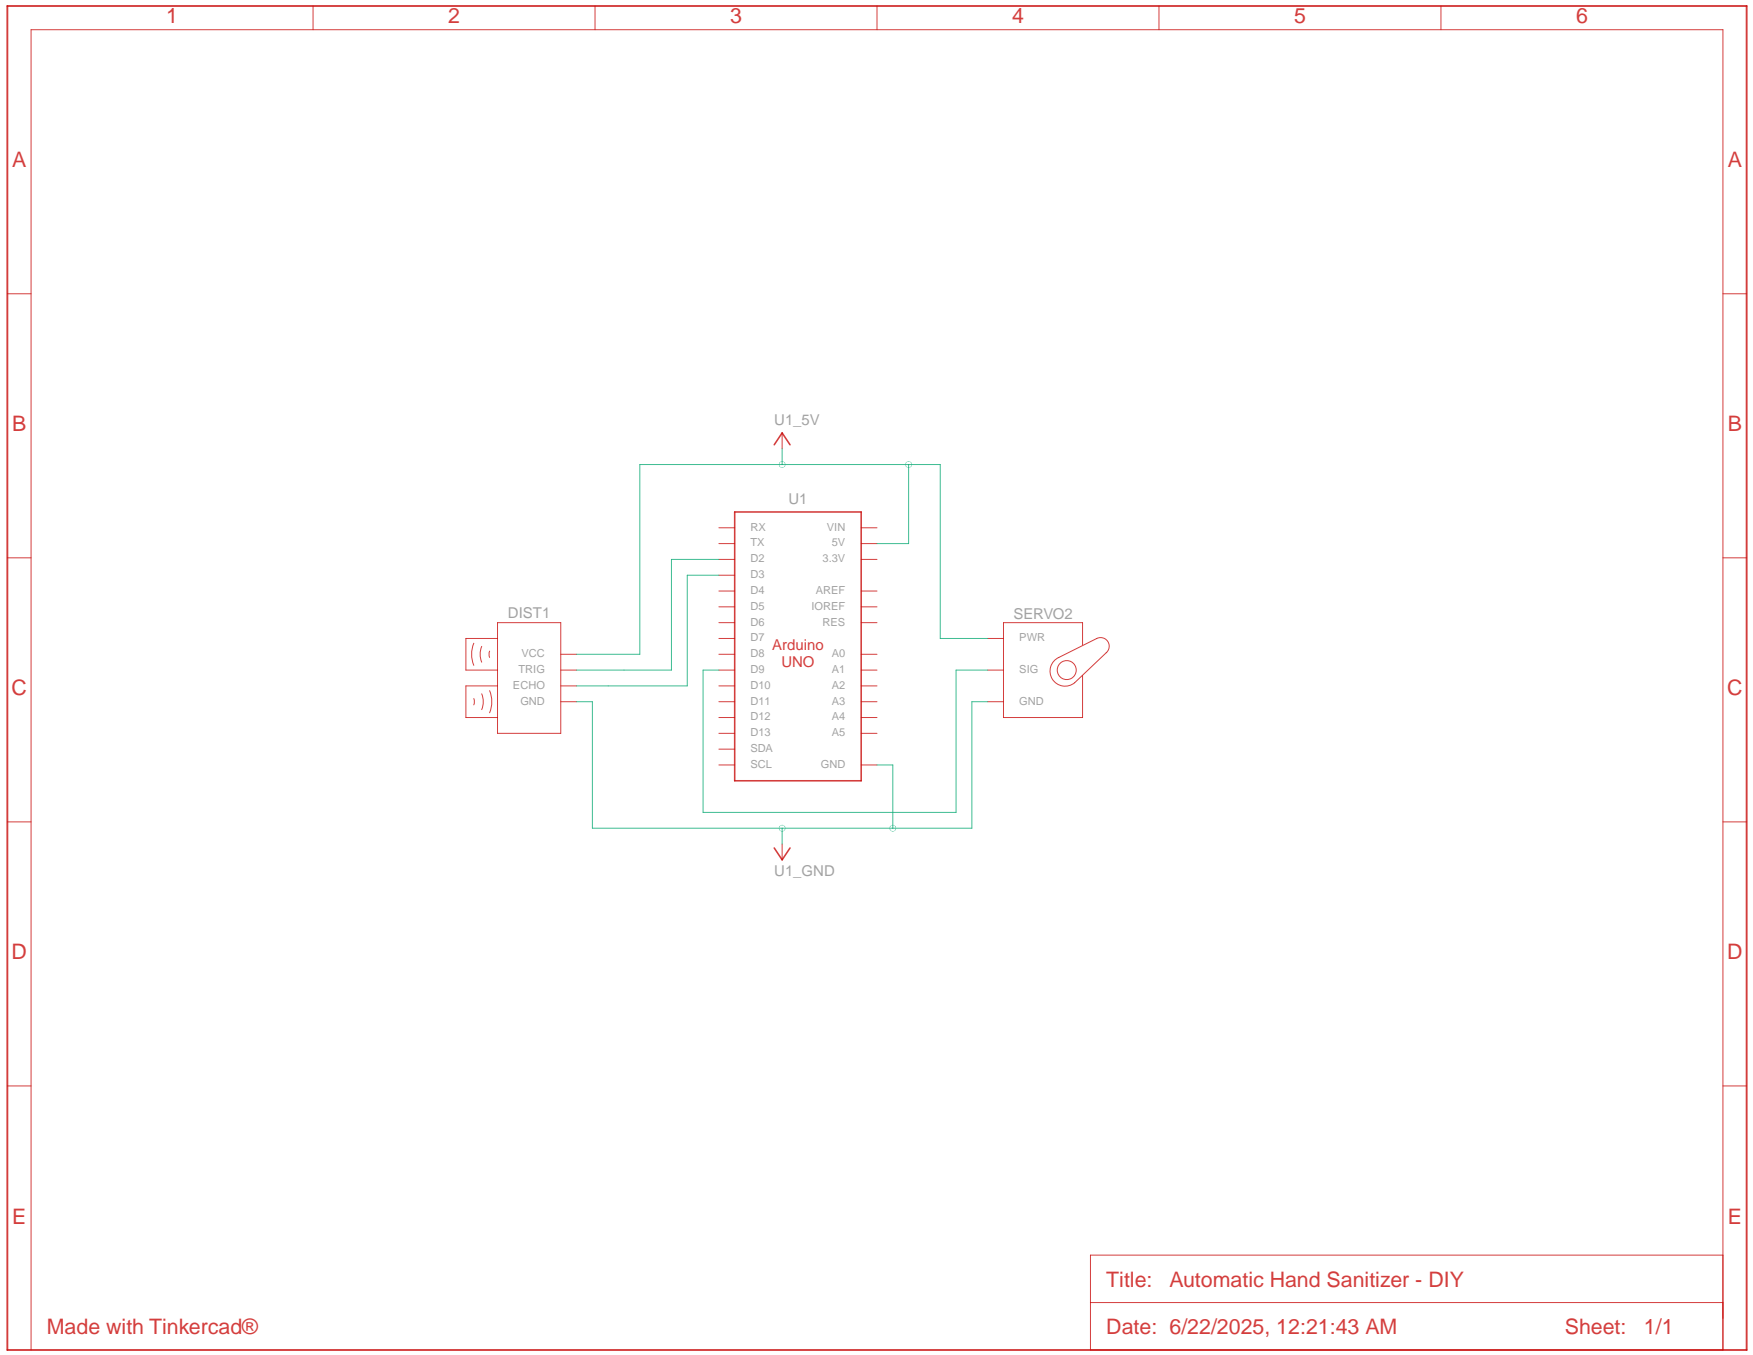 1 2 3 4 5 6
A A
B B
U1_5V
U1
RX VIN
TX 5V
D2 3.3V
D3
D4 AREF
D5 IOREF
D6 RES
D7
Arduino
UNO
D8 A0
D9 A1
D10 A2
D11 A3
D12 A4
D13 A5
SDA
SCL GND
DIST1
VCC
TRIG
ECHO
GND
SERVO2
PWR
SIG
GND
C C
U1_GND
D D
E E
Title: Automatic Hand Sanitizer - DIY
Made with Tinkercad®
Date: 6/22/2025, 12:21:43 AM Sheet: 1/1